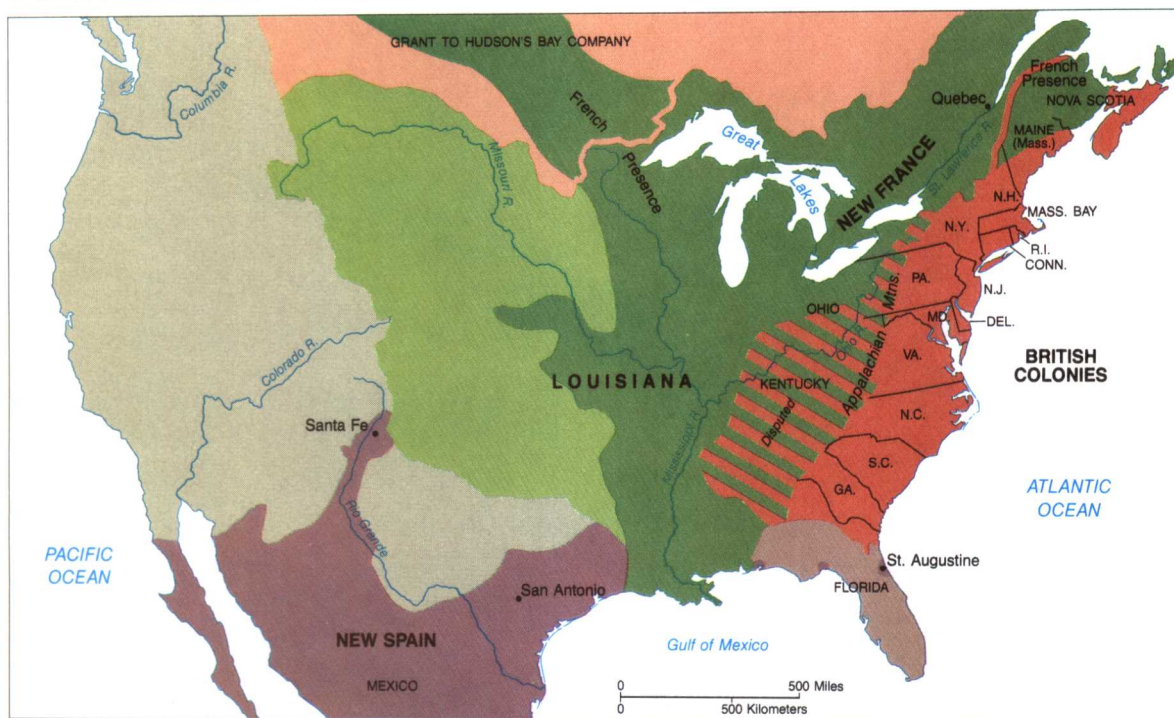 GRANT TO HUDSON'S BAY COMPANY
French
Presence
French
Presence
NOVA SCOTIA
Quebec
MAINE
(Mass.)
Columbia R.
Missouri R.
Great
Lakes
NEW FRANCE
St. Lawrence R.
N.H.
MASS. BAY
N.Y.
R.I.
CONN.
PA.
N.J.
OHIO
Mtns.
Appalachian
Ohio R.
MD.
DEL.
VA.
BRITISH
COLONIES
Colorado R.
LOUISIANA
KENTUCKY
Disputed
Mississippi R.
N.C.
Santa Fe
S.C.
GA.
ATLANTIC
OCEAN
Rio Grande
PACIFIC
OCEAN
San Antonio
St. Augustine
FLORIDA
NEW SPAIN
MEXICO
Gulf of Mexico
0 500 Miles
0 500 Kilometers